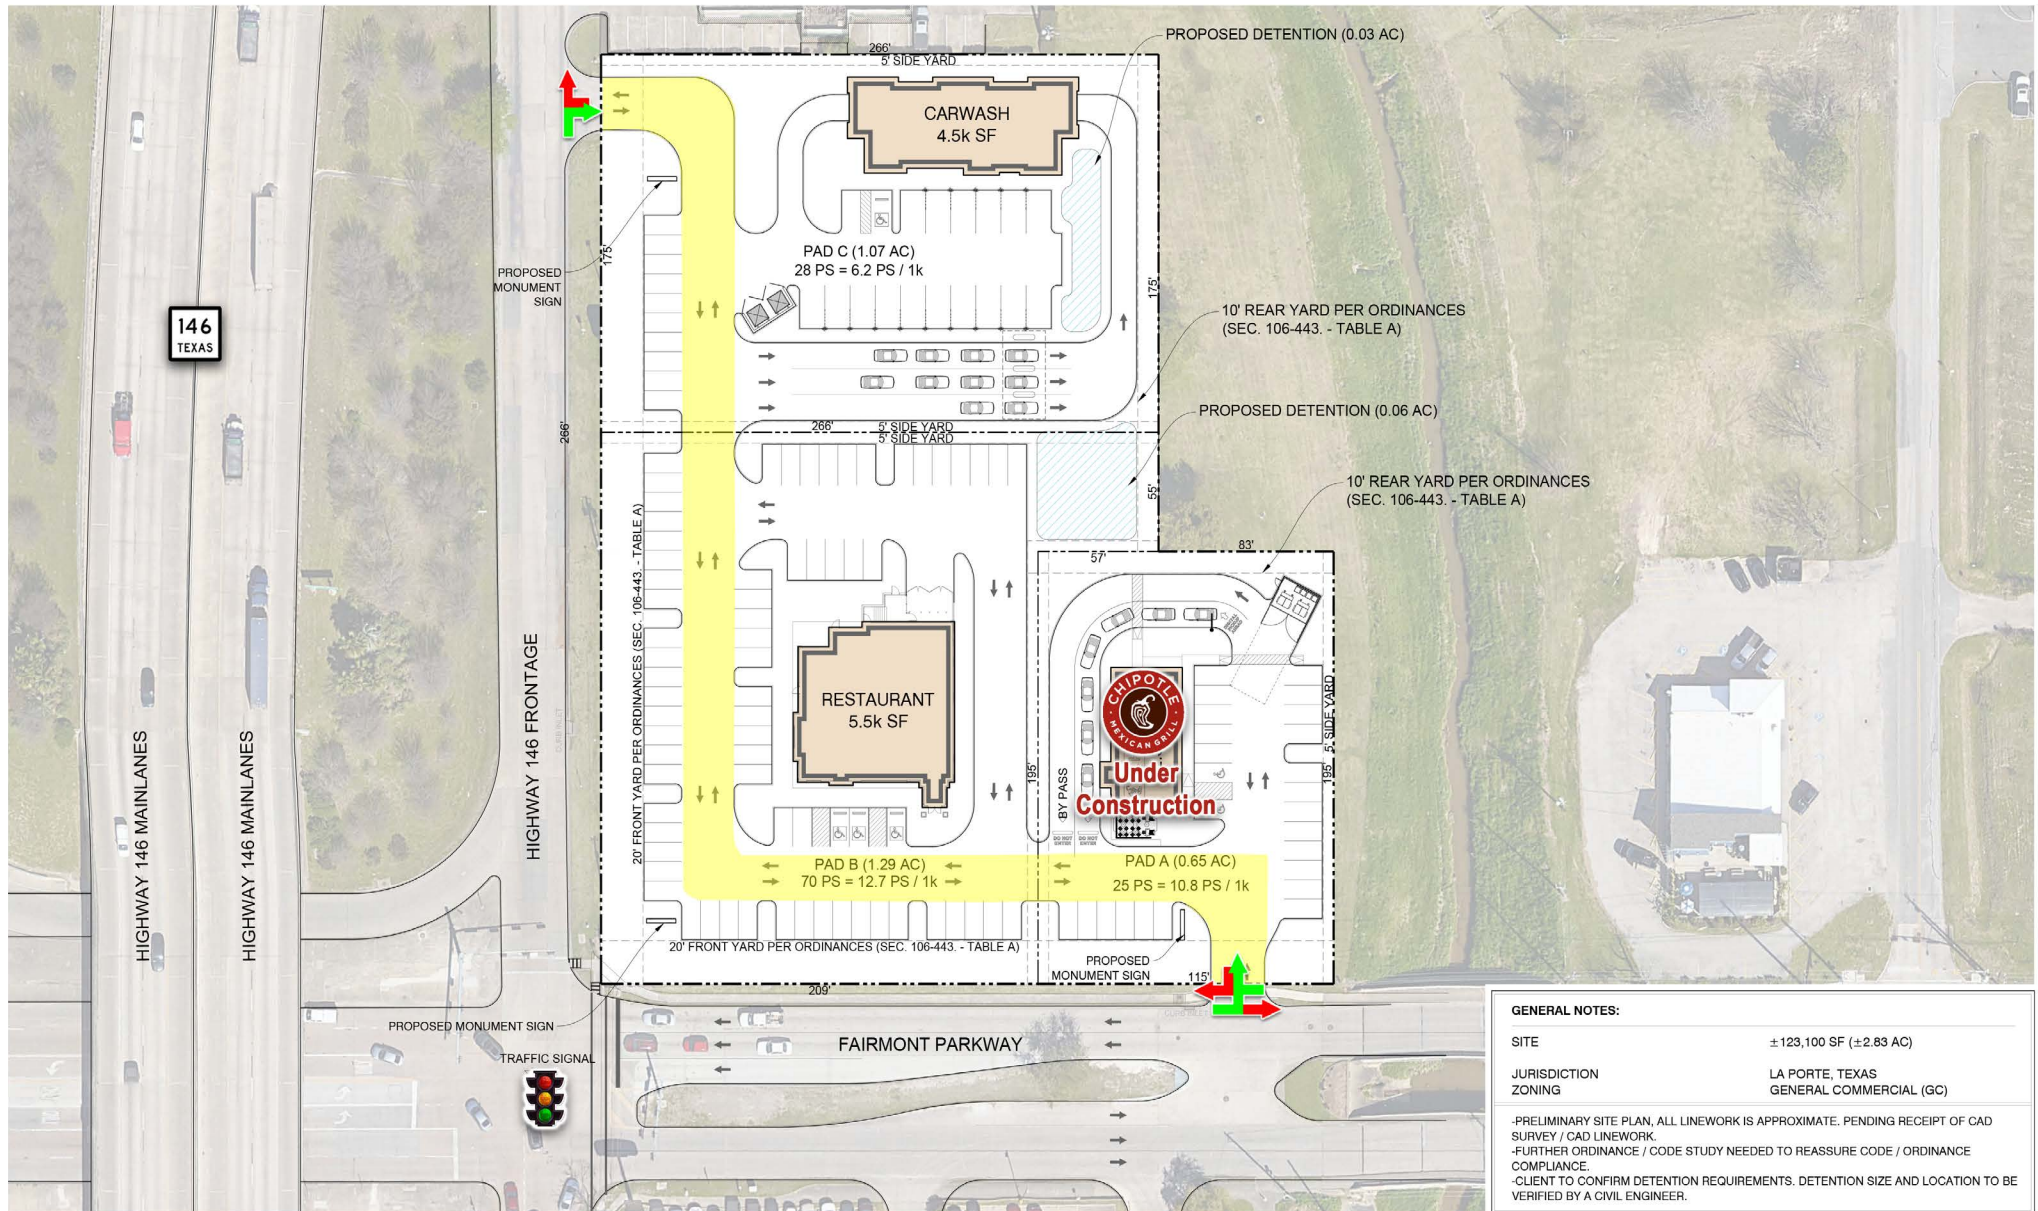 266'
5' SIDE YARD
PROPOSED DETENTION (0.03 AC)
CARWASH
4.5k SF
175'
PAD C (1.07 AC)
28 PS = 6.2 PS / 1k
PROPOSED
MONUMENT
SIGN
175'
10' REAR YARD PER ORDINANCES
(SEC. 106-443. - TABLE A)
146
TEXAS
PROPOSED DETENTION (0.06 AC)
266'
266'
5' SIDE YARD
5' SIDE YARD
55'
10' REAR YARD PER ORDINANCES
(SEC. 106-443. - TABLE A)
57'
83'
20' FRONT YARD PER ORDINANCES (SEC. 106-443. - TABLE A)
HIGHWAY 146 FRONTAGE
CURB INLET
RESTAURANT
5.5k SF
CHIPOTLE
MEXICAN GRILL
Under
Construction
195'
BY PASS
195'
5' SIDE YARD
HIGHWAY 146 MAINLANES
HIGHWAY 146 MAINLANES
DO NOT
ENTER
DO NOT
ENTER
PAD B (1.29 AC)
70 PS = 12.7 PS / 1k
PAD A (0.65 AC)
25 PS = 10.8 PS / 1k
20' FRONT YARD PER ORDINANCES (SEC. 106-443. - TABLE A)
PROPOSED
MONUMENT SIGN
115'
209'
CURB INLET
PROPOSED MONUMENT SIGN
TRAFFIC SIGNAL
FAIRMONT PARKWAY
GENERAL NOTES:
SITE ±123,100 SF (±2.83 AC)
JURISDICTION LA PORTE, TEXAS
ZONING GENERAL COMMERCIAL (GC)
-PRELIMINARY SITE PLAN, ALL LINEWORK IS APPROXIMATE. PENDING RECEIPT OF CAD
SURVEY / CAD LINEWORK.
-FURTHER ORDINANCE / CODE STUDY NEEDED TO REASSURE CODE / ORDINANCE
COMPLIANCE.
-CLIENT TO CONFIRM DETENTION REQUIREMENTS. DETENTION SIZE AND LOCATION TO BE
VERIFIED BY A CIVIL ENGINEER.